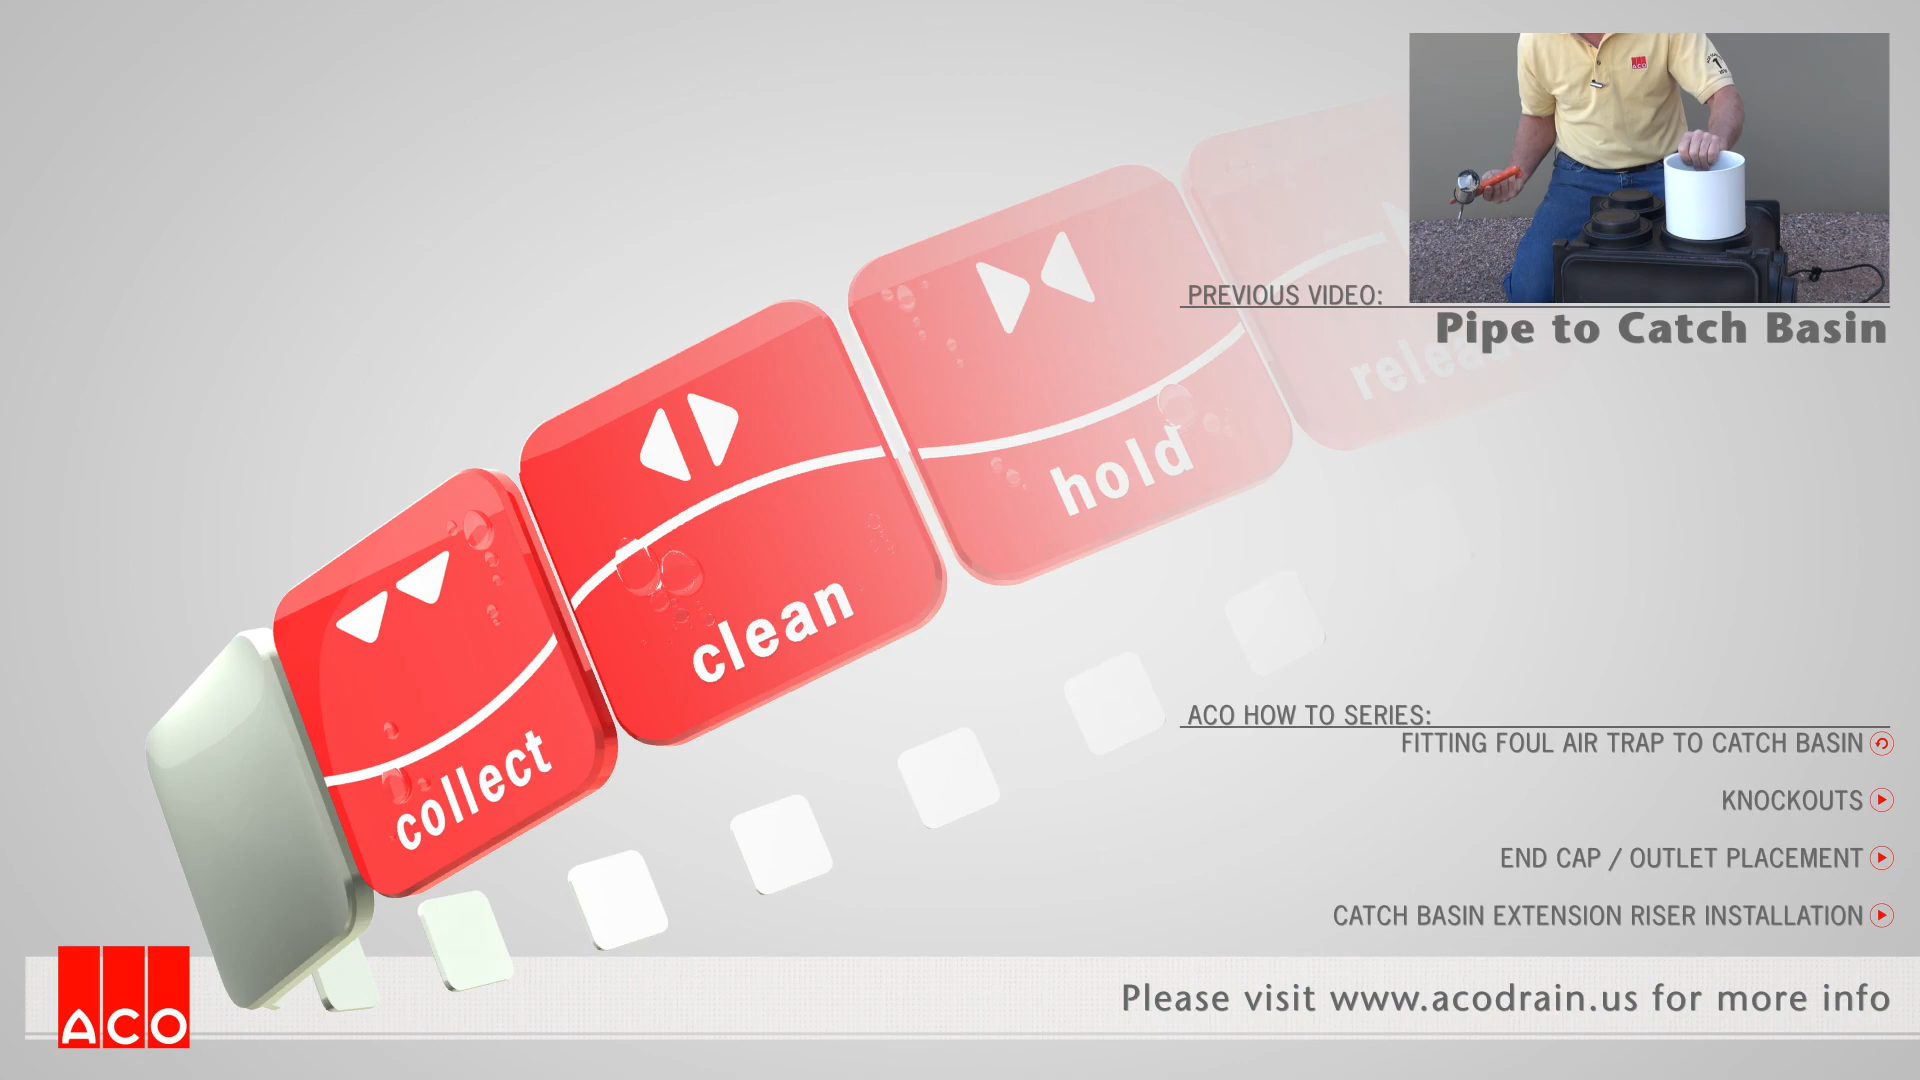 PREVIOUS VIDEO:
Pipe to Catch Basin
collect
clean
hold
release
ACO HOW TO SERIES:
FITTING FOUL AIR TRAP TO CATCH BASIN
KNOCKOUTS
END CAP / OUTLET PLACEMENT
CATCH BASIN EXTENSION RISER INSTALLATION
ACO
Please visit www.acodrain.us for more info